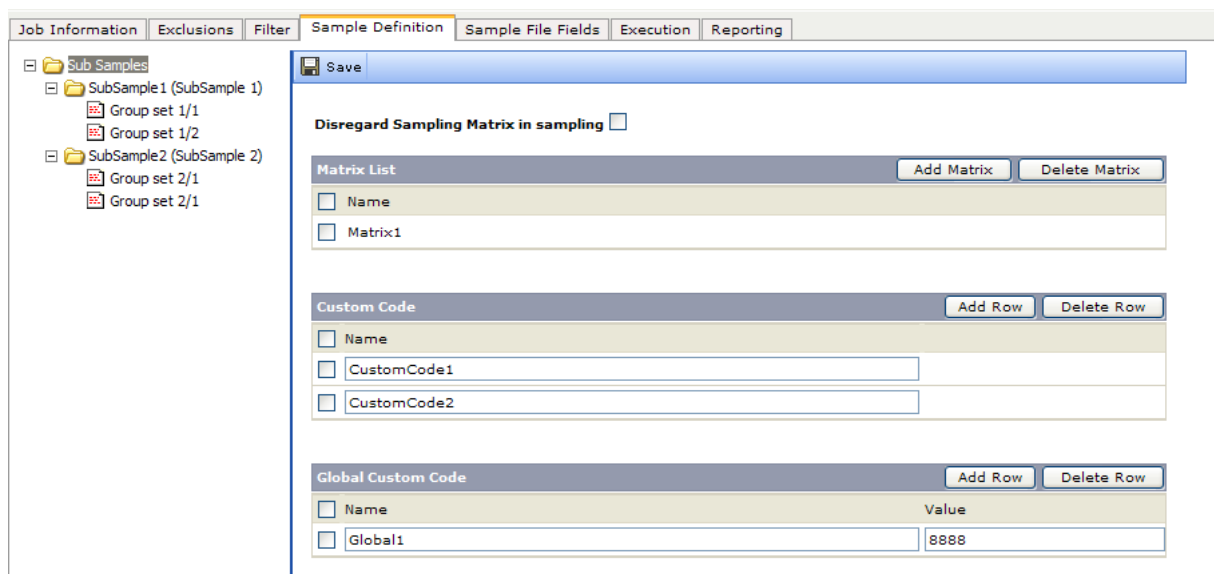 Job Information Exclusions Filter Sample Definition Sample File Fields Execution Reporting
Sub Samples
SubSample1 (SubSample 1)
Group set 1/1
Group set 1/2
SubSample2 (SubSample 2)
Group set 2/1
Group set 2/1
Save
Disregard Sampling Matrix in sampling
Matrix List Add Matrix Delete Matrix
Name
Matrix1
Custom Code Add Row Delete Row
Name
CustomCode1
CustomCode2
Global Custom Code Add Row Delete Row
Name Value
Global1 8888